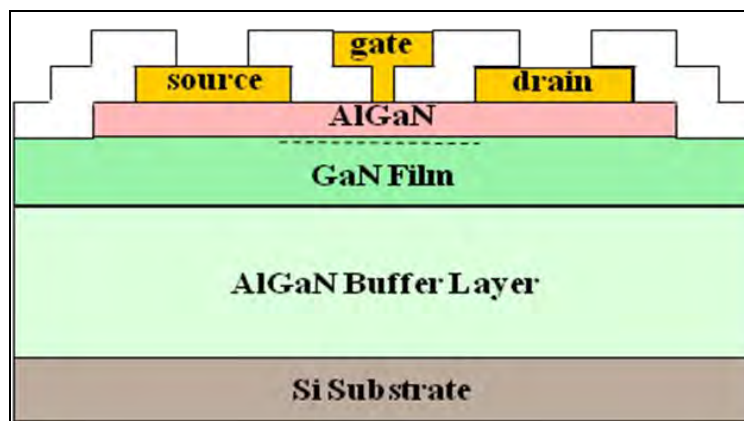 gate
source
drain
AlGaN
GaN Film
AlGaN Buffer Layer
Si Substrate